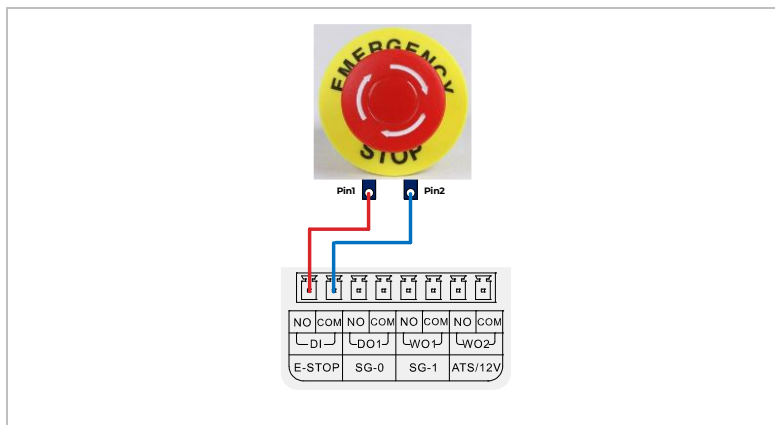 EMERGENCY
STOP
Pin1 Pin2
NO COM NO COM NO COM NO COM
DI DO1 WO1 WO2
E-STOP SG-0 SG-1 ATS/12V